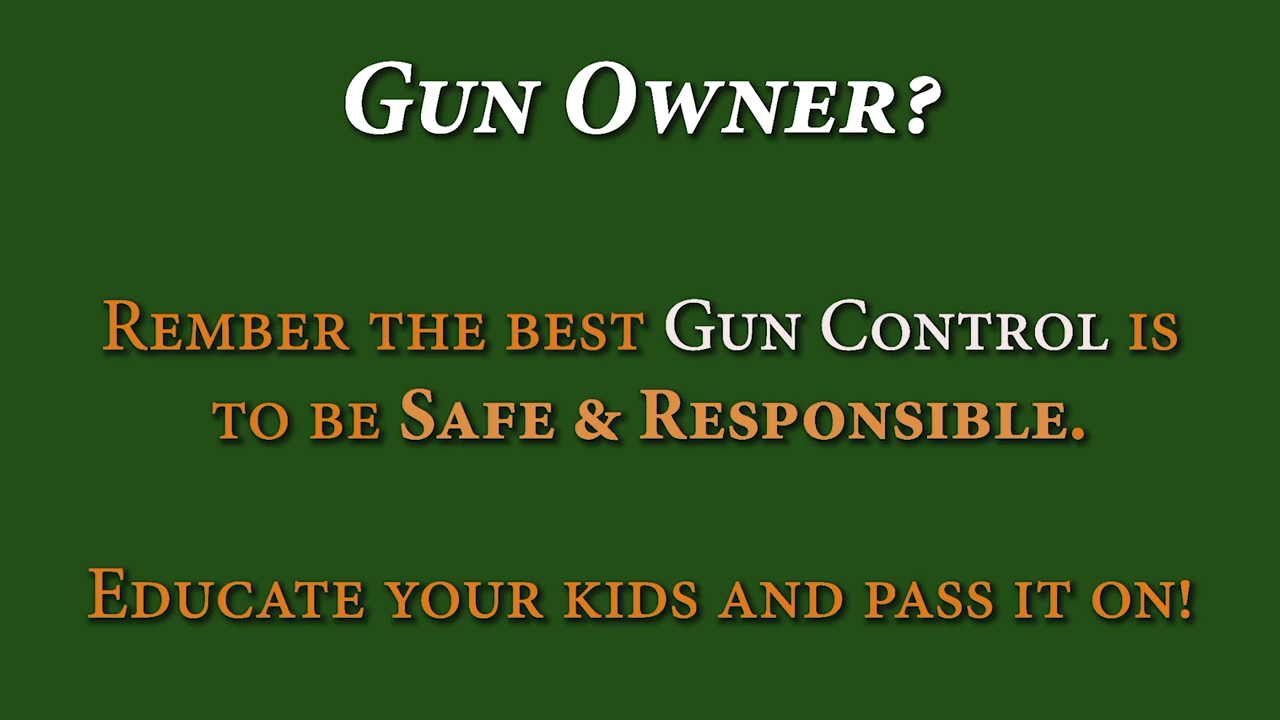 Gun Owner?
Rember the best Gun Control is
to be Safe & Responsible.
Educate your kids and pass it on!